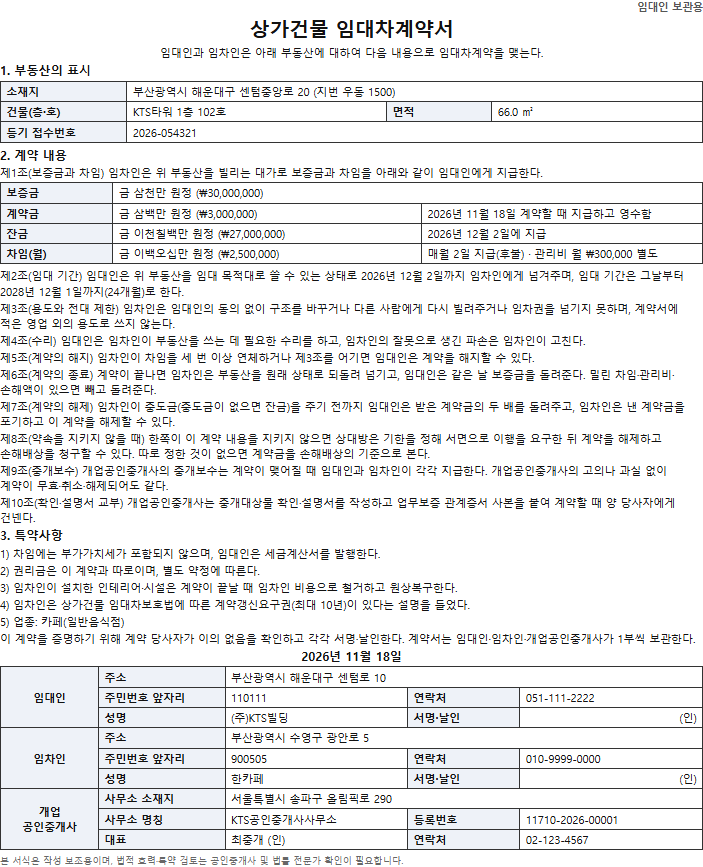 임대인 보관용
상가건물 임대차계약서
임대인과 임차인은 아래 부동산에 대하여 다음 내용으로 임대차계약을 맺는다.
1. 부동산의 표시
소재지 부산광역시 해운대구 센텀중앙로 20 (지번 우동 1500)
건물(층·호) KTS타워 1층 102호 면적 66.0 ㎡
등기 접수번호 2026-054321
2. 계약 내용
제1조(보증금과 차임) 임차인은 위 부동산을 빌리는 대가로 보증금과 차임을 아래와 같이 임대인에게 지급한다.
보증금 금 삼천만 원정 (₩30,000,000)
계약금 금 삼백만 원정 (₩3,000,000) 2026년 11월 18일 계약할 때 지급하고 영수함
잔금 금 이천칠백만 원정 (₩27,000,000) 2026년 12월 2일에 지급
차임(월) 금 이백오십만 원정 (₩2,500,000) 매월 2일 지급(후불) · 관리비 월 ₩300,000 별도
제2조(임대 기간) 임대인은 위 부동산을 임대 목적대로 쓸 수 있는 상태로 2026년 12월 2일까지 임차인에게 넘겨주며, 임대 기간은 그날부터
2028년 12월 1일까지(24개월)로 한다.
제3조(용도와 전대 제한) 임차인은 임대인의 동의 없이 구조를 바꾸거나 다른 사람에게 다시 빌려주거나 임차권을 넘기지 못하며, 계약서에
적은 영업 외의 용도로 쓰지 않는다.
제4조(수리) 임대인은 임차인이 부동산을 쓰는 데 필요한 수리를 하고, 임차인의 잘못으로 생긴 파손은 임차인이 고친다.
제5조(계약의 해지) 임차인이 차임을 세 번 이상 연체하거나 제3조를 어기면 임대인은 계약을 해지할 수 있다.
제6조(계약의 종료) 계약이 끝나면 임차인은 부동산을 원래 상태로 되돌려 넘기고, 임대인은 같은 날 보증금을 돌려준다. 밀린 차임·관리비·
손해액이 있으면 빼고 돌려준다.
제7조(계약의 해제) 임차인이 중도금(중도금이 없으면 잔금)을 주기 전까지 임대인은 받은 계약금의 두 배를 돌려주고, 임차인은 낸 계약금을
포기하고 이 계약을 해제할 수 있다.
제8조(약속을 지키지 않을 때) 한쪽이 이 계약 내용을 지키지 않으면 상대방은 기한을 정해 서면으로 이행을 요구한 뒤 계약을 해제하고
손해배상을 청구할 수 있다. 따로 정한 것이 없으면 계약금을 손해배상의 기준으로 본다.
제9조(중개보수) 개업공인중개사의 중개보수는 계약이 맺어질 때 임대인과 임차인이 각각 지급한다. 개업공인중개사의 고의나 과실 없이
계약이 무효·취소·해제되어도 같다.
제10조(확인·설명서 교부) 개업공인중개사는 중개대상물 확인·설명서를 작성하고 업무보증 관계증서 사본을 붙여 계약할 때 양 당사자에게
건넨다.
3. 특약사항
1) 차임에는 부가가치세가 포함되지 않으며, 임대인은 세금계산서를 발행한다.
2) 권리금은 이 계약과 따로이며, 별도 약정에 따른다.
3) 임차인이 설치한 인테리어·시설은 계약이 끝날 때 임차인 비용으로 철거하고 원상복구한다.
4) 임차인은 상가건물 임대차보호법에 따른 계약갱신요구권(최대 10년)이 있다는 설명을 들었다.
5) 업종: 카페(일반음식점)
이 계약을 증명하기 위해 계약 당사자가 이의 없음을 확인하고 각각 서명·날인한다. 계약서는 임대인·임차인·개업공인중개사가 1부씩 보관한다.
2026년 11월 18일
임대인 주소 부산광역시 해운대구 센텀로 10
주민번호 앞자리 110111 연락처 051-111-2222
성명 (주)KTS빌딩 서명·날인 (인)
임차인 주소 부산광역시 수영구 광안로 5
주민번호 앞자리 900505 연락처 010-9999-0000
성명 한카페 서명·날인 (인)
개업 공인중개사 사무소 소재지 서울특별시 송파구 올림픽로 290
사무소 명칭 KTS공인중개사사무소 등록번호 11710-2026-00001
대표 최중개 (인) 연락처 02-123-4567
본 서식은 작성 보조용이며, 법적 효력·특약 검토는 공인중개사 및 법률 전문가 확인이 필요합니다.